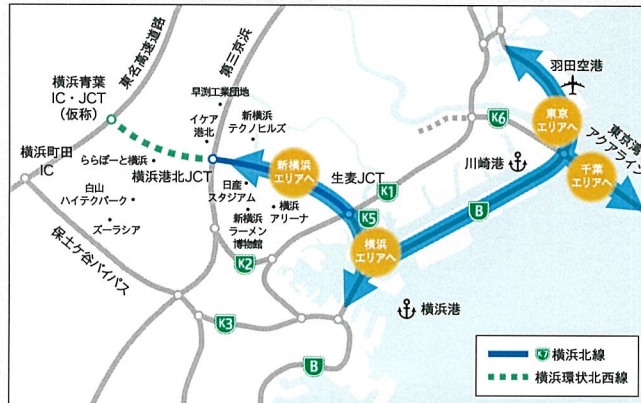 東名高速道路
第三京浜
横浜青葉
IC・JCT
（仮称）
早渕工業団地
イケア
港北
新横浜
テクノヒルズ
横浜町田
IC
ららぽーと横浜
横浜港北JCT
新横浜
エリアへ
生麦JCT
白山
ハイテクパーク
ズーラシア
日産
スタジアム
横浜
アリーナ
新横浜
ラーメン
博物館
保土ケ谷バイパス
K1
K2
K3
K5
K6
B
B
横浜
エリアへ
横浜港
川崎港
羽田空港
東京
エリアへ
東京湾
アクアライン
千葉
エリアへ
K7 横浜北線
横浜環状北西線